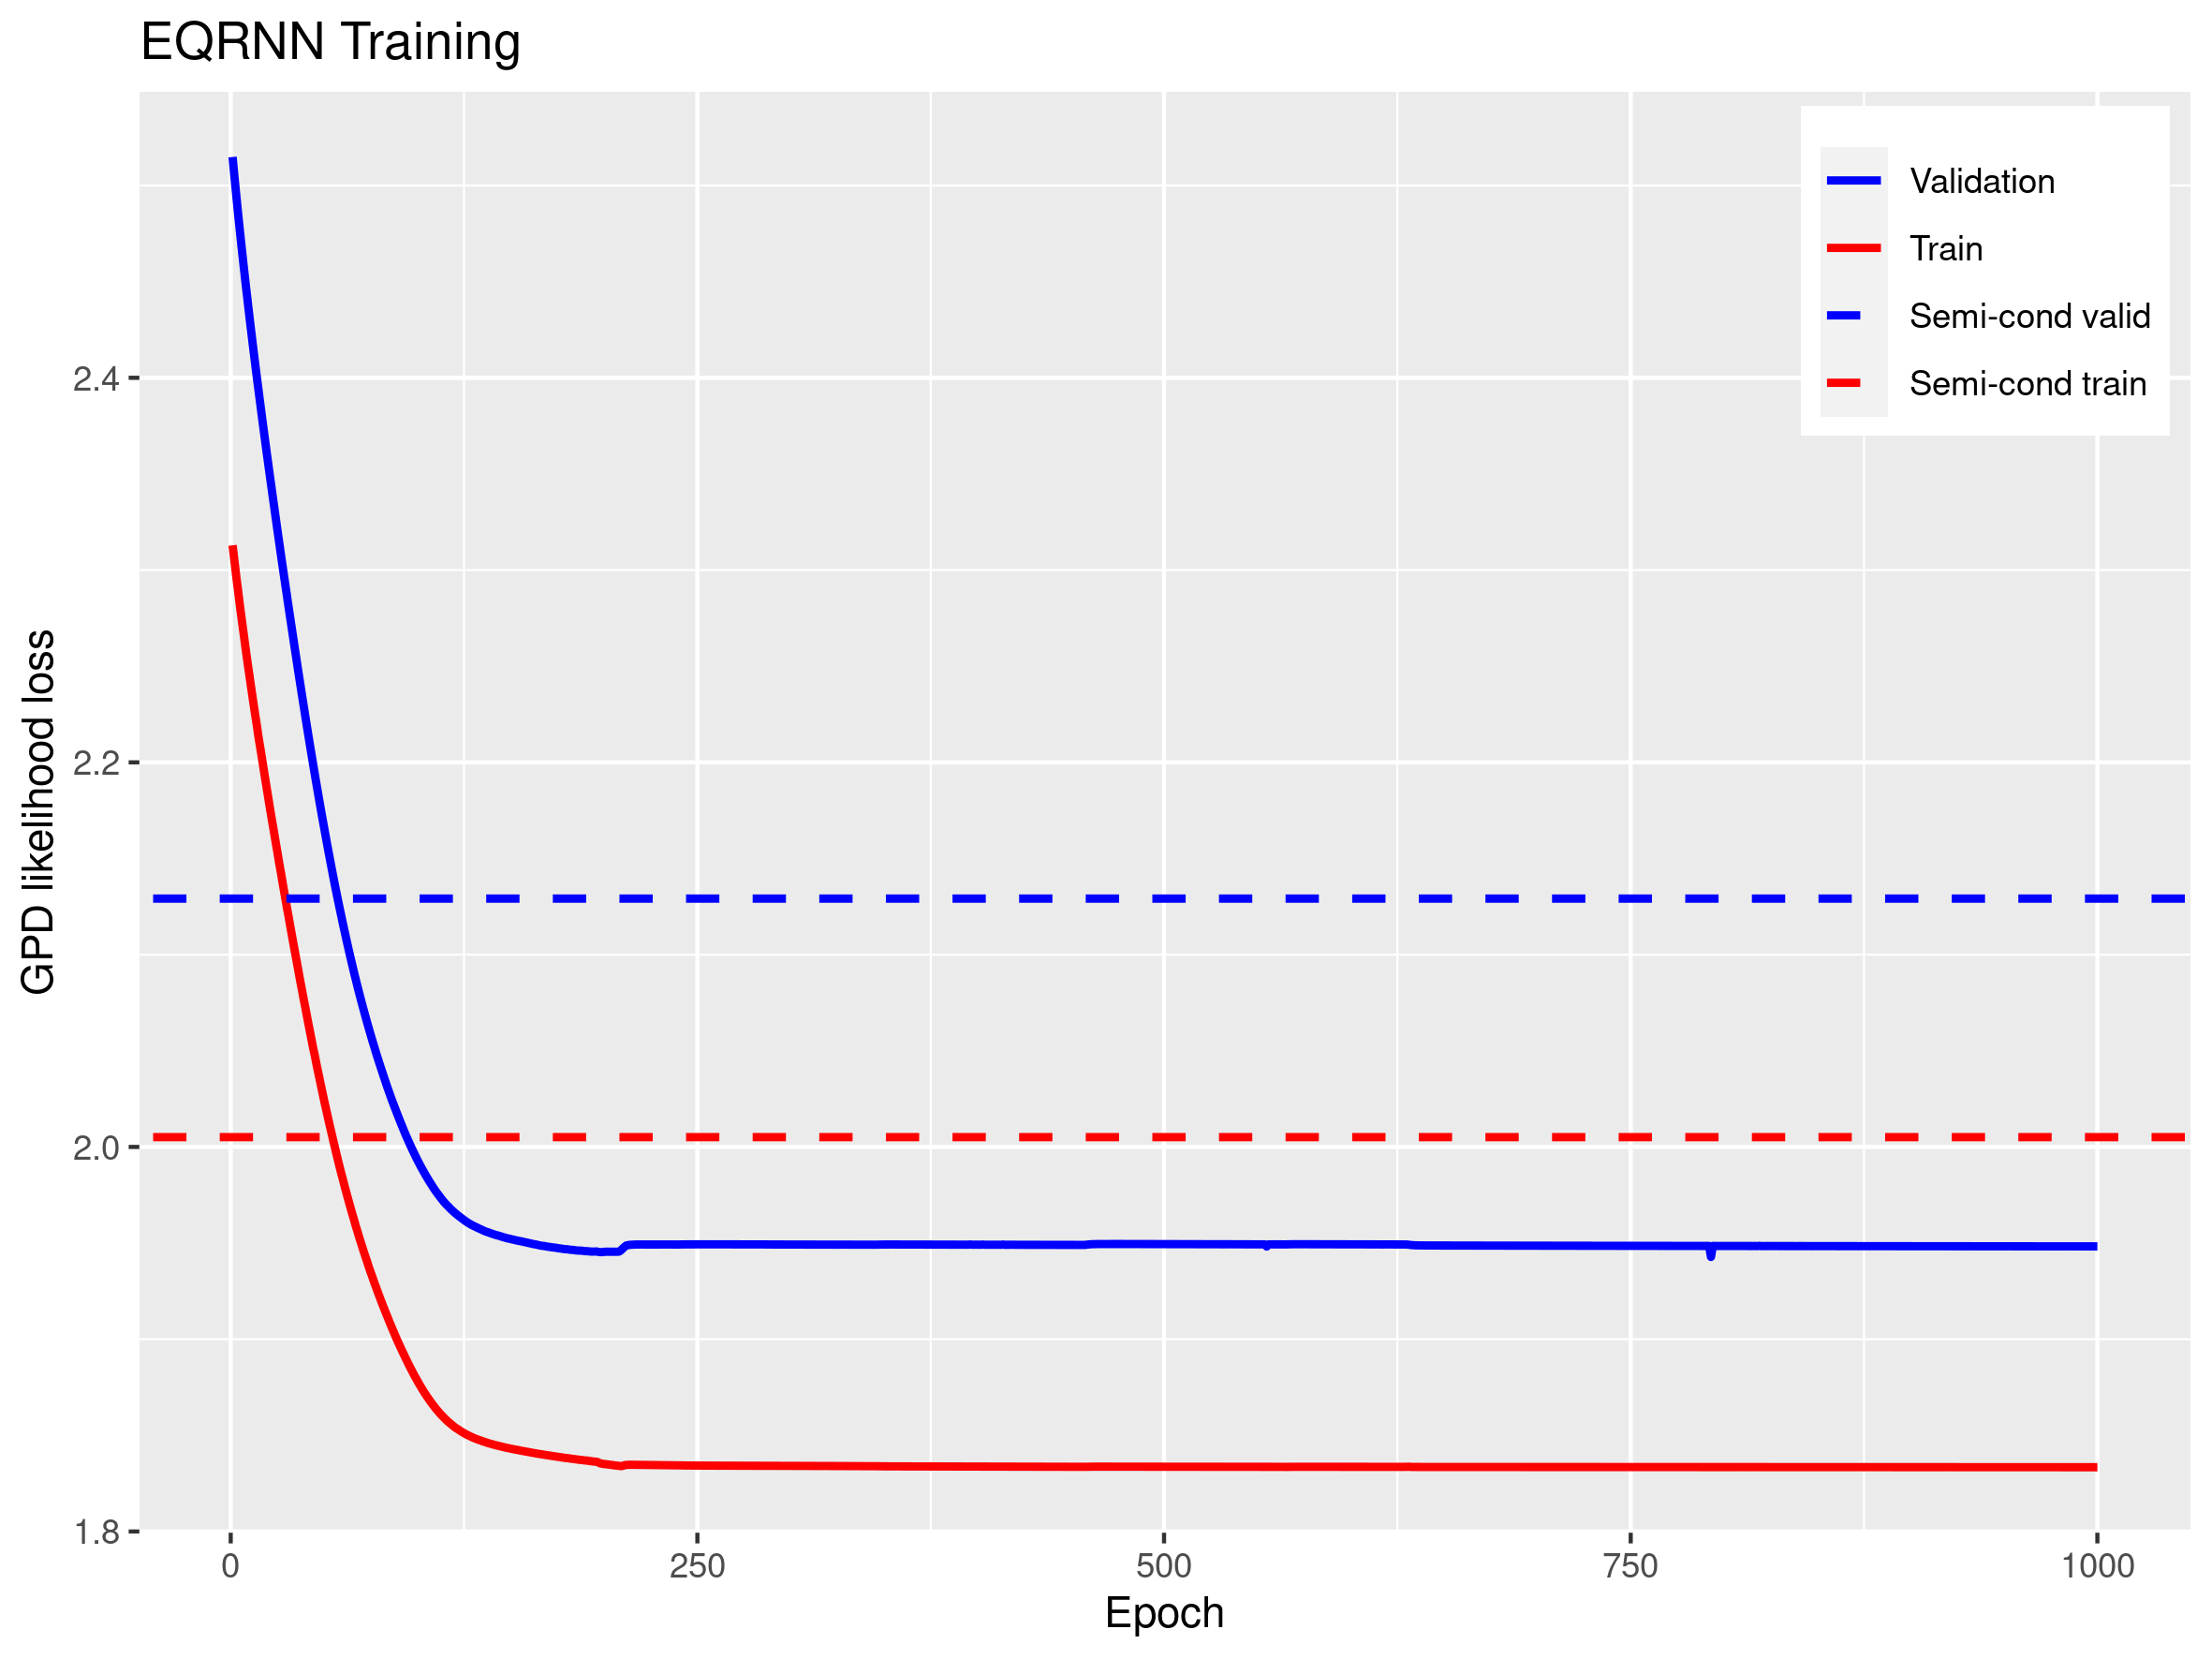 EQRNN Training
Validation
Train
Semi-cond valid
Semi-cond train
GPD likelihood loss
2.4
2.2
2.0
1.8
0 250 500 750 1000
Epoch